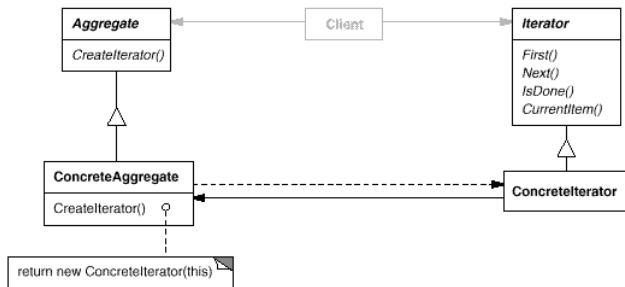 Aggregate
CreateIterator()
Client
Iterator
First()
Next()
IsDone()
CurrentItem()
ConcreteAggregate
CreateIterator()
ConcreteIterator
return new ConcreteIterator(this)